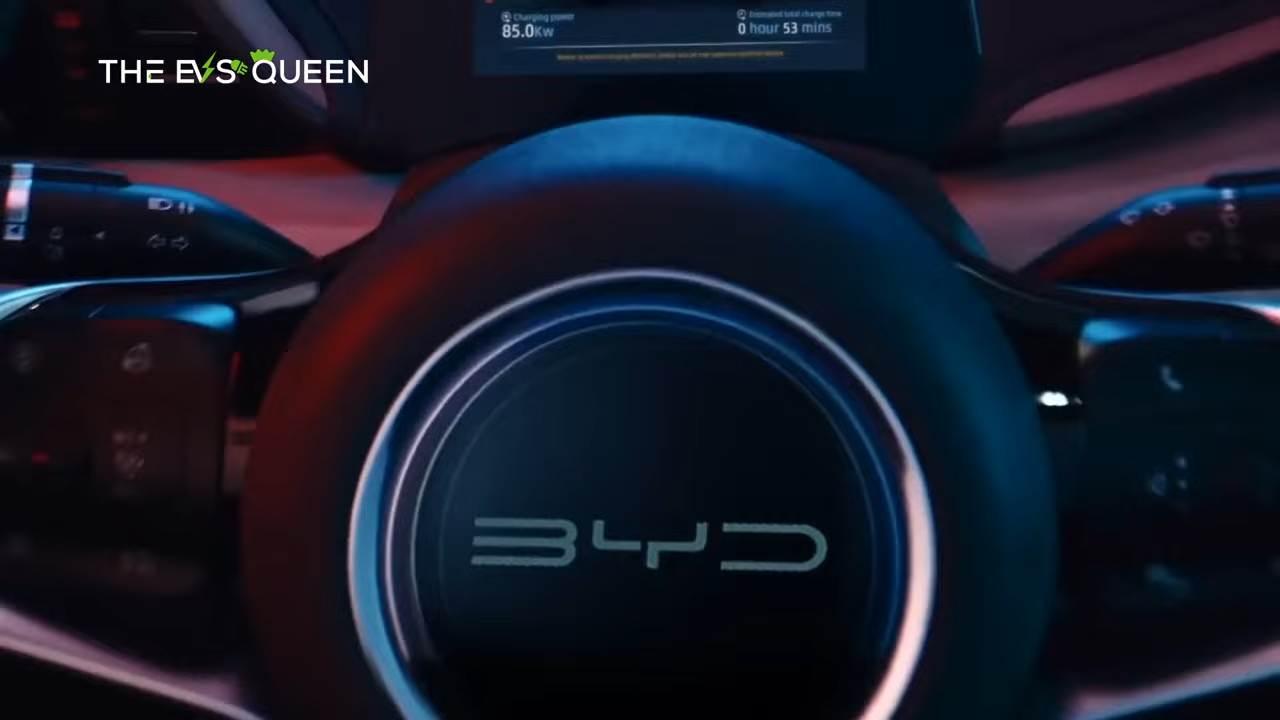 THE EVS QUEEN
Charging power
85.0Kw
Estimated total charge time
0 hour 53 mins
BYD